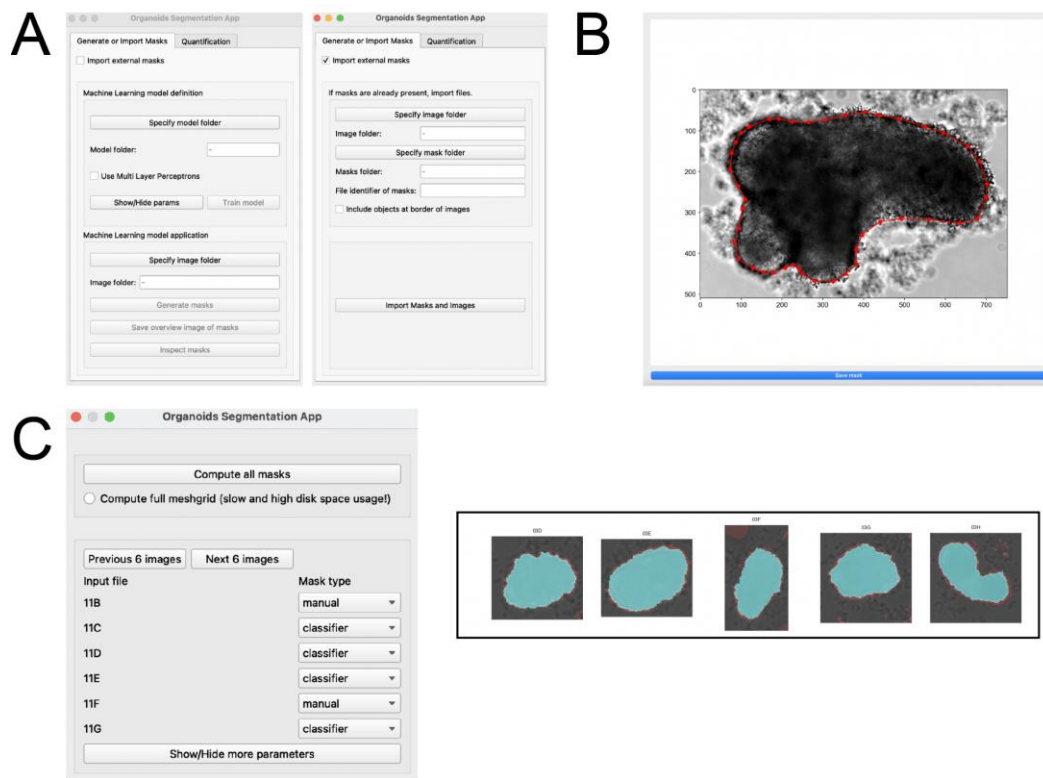 A
Organoids Segmentation App
Generate or Import Masks Quantification
Import external masks
Machine Learning model definition
Specify model folder
Model folder: -
Use Multi Layer Perceptrons
Show/Hide params Train model
Machine Learning model application
Specify image folder
Image folder: -
Generate masks
Save overview image of masks
Inspect masks
Organoids Segmentation App
Generate or Import Masks Quantification
Import external masks
If masks are already present, import files.
Specify image folder
Image folder: -
Specify mask folder
Masks folder: -
File identifier of masks:
Include objects at border of images
Import Masks and Images
B
0
100
200
300
400
500
0 100 200 300 400 500 600 700
Save mask
C
Organoids Segmentation App
Compute all masks
Compute full meshgrid (slow and high disk space usage!)
Previous 6 images Next 6 images
Input file Mask type
11B manual
11C classifier
11D classifier
11E classifier
11F manual
11G classifier
Show/Hide more parameters
03D 03E 03F 03G 03H